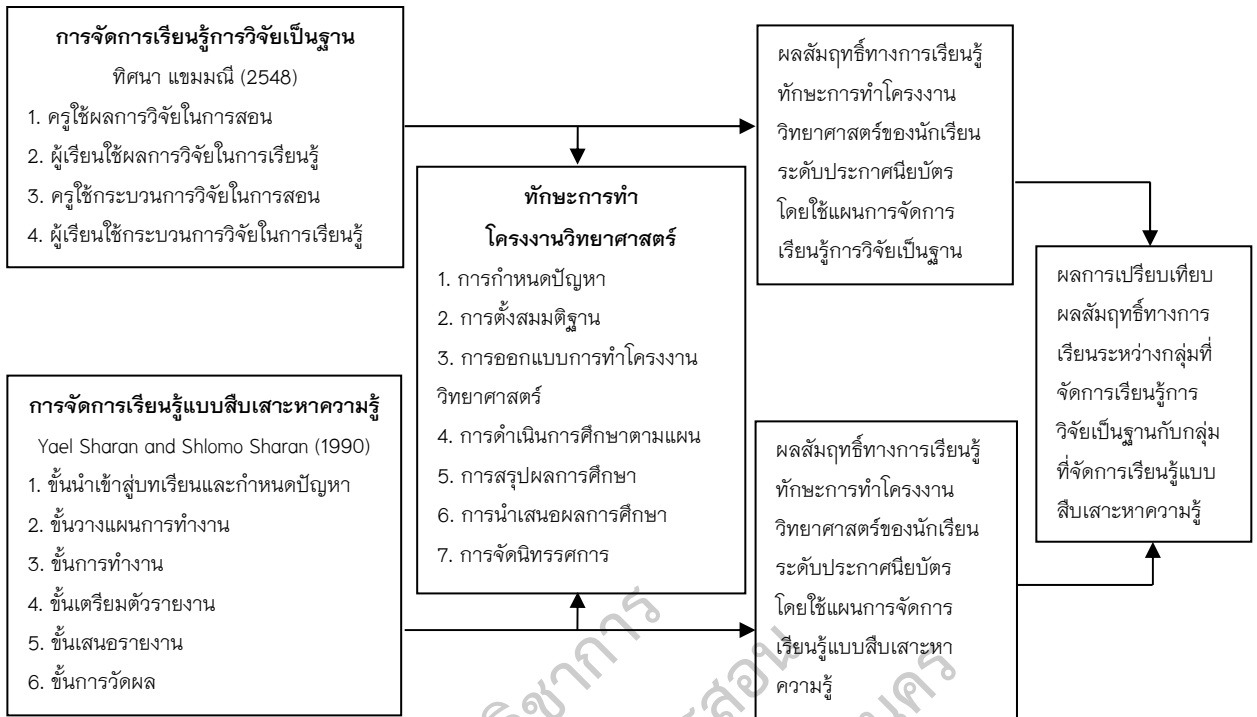 การจัดการเรียนรู้การวิจัยเป็นฐาน
ทิศนา แขมมณี (2548)
1. ครูใช้ผลการวิจัยในการสอน
2. ผู้เรียนใช้ผลการวิจัยในการเรียนรู้
3. ครูใช้กระบวนการวิจัยในการสอน
4. ผู้เรียนใช้กระบวนการวิจัยในการเรียนรู้
การจัดการเรียนรู้แบบสืบเสาะหาความรู้
Yael Sharan and Shlomo Sharan (1990)
1. ขั้นนำเข้าสู่บทเรียนและกำหนดปัญหา
2. ขั้นวางแผนการทำงาน
3. ขั้นการทำงาน
4. ขั้นเตรียมตัวรายงาน
5. ขั้นเสนอรายงาน
6. ขั้นการวัดผล
ทักษะการทำ
โครงงานวิทยาศาสตร์
1. การกำหนดปัญหา
2. การตั้งสมมติฐาน
3. การออกแบบการทำโครงงาน
วิทยาศาสตร์
4. การดำเนินการศึกษาตามแผน
5. การสรุปผลการศึกษา
6. การนำเสนอผลการศึกษา
7. การจัดนิทรรศการ
ผลสัมฤทธิ์ทางการเรียนรู้
ทักษะการทำโครงงาน
วิทยาศาสตร์ของนักเรียน
ระดับประกาศนียบัตร
โดยใช้แผนการจัดการ
เรียนรู้การวิจัยเป็นฐาน
ผลสัมฤทธิ์ทางการเรียนรู้
ทักษะการทำโครงงาน
วิทยาศาสตร์ของนักเรียน
ระดับประกาศนียบัตร
โดยใช้แผนการจัดการ
เรียนรู้แบบสืบเสาะหา
ความรู้
ผลการเปรียบเทียบ
ผลสัมฤทธิ์ทางการ
เรียนระหว่างกลุ่มที่
จัดการเรียนรู้การ
วิจัยเป็นฐานกับกลุ่ม
ที่จัดการเรียนรู้แบบ
สืบเสาะหาความรู้